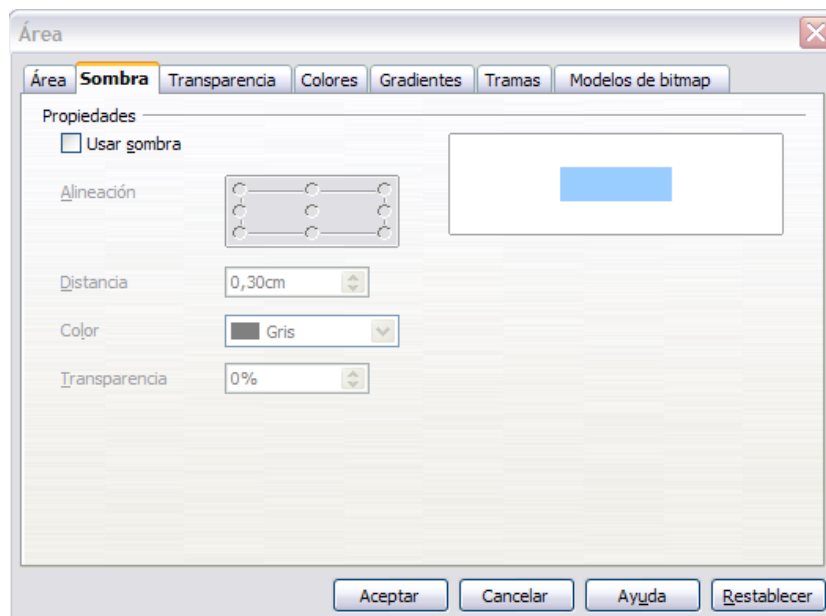 Área
Área Sombra Transparencia Colores Gradientes Tramas Modelos de bitmap
Propiedades
Usar sombra
Alineación
Distancia 0,30cm
Color Gris
Transparencia 0%
Aceptar Cancelar Ayuda Restablecer